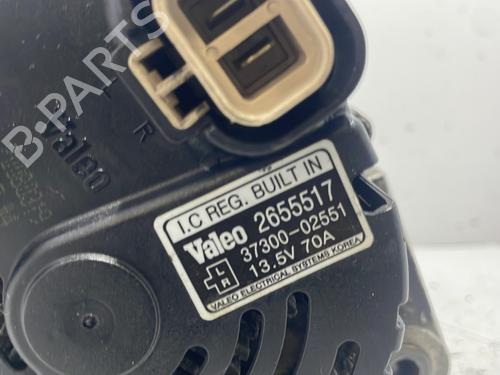 B-PARTS
L
R
Valeo
I.C REG. BUILT IN
Valeo 2655517
37300-02551
L
R
13.5V 70A
VALEO ELECTRICAL SYSTEMS KOREA